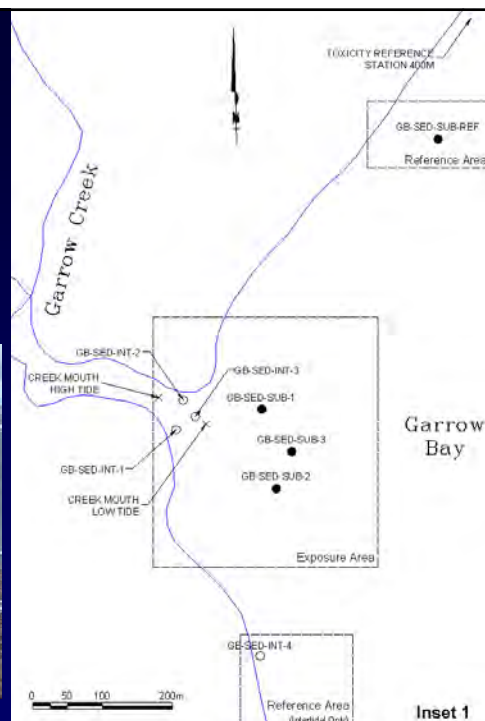 TOXICITY REFERENCE
STATION 400M
GB-SED-SUB-REF
Reference Area
N
Garrow Creek
GB-SED-INT-2
GB-SED-INT-3
CREEK MOUTH
HIGH TIDE
GB-SED-SUB-1
Garrow
Bay
GB-SED-SUB-3
GB-SED-INT-1
GB-SED-SUB-2
CREEK MOUTH
LOW TIDE
Exposure Area
GB-SED-INT-4
0 50 100 200m
Reference Area
(Intertidal Only)
Inset 1